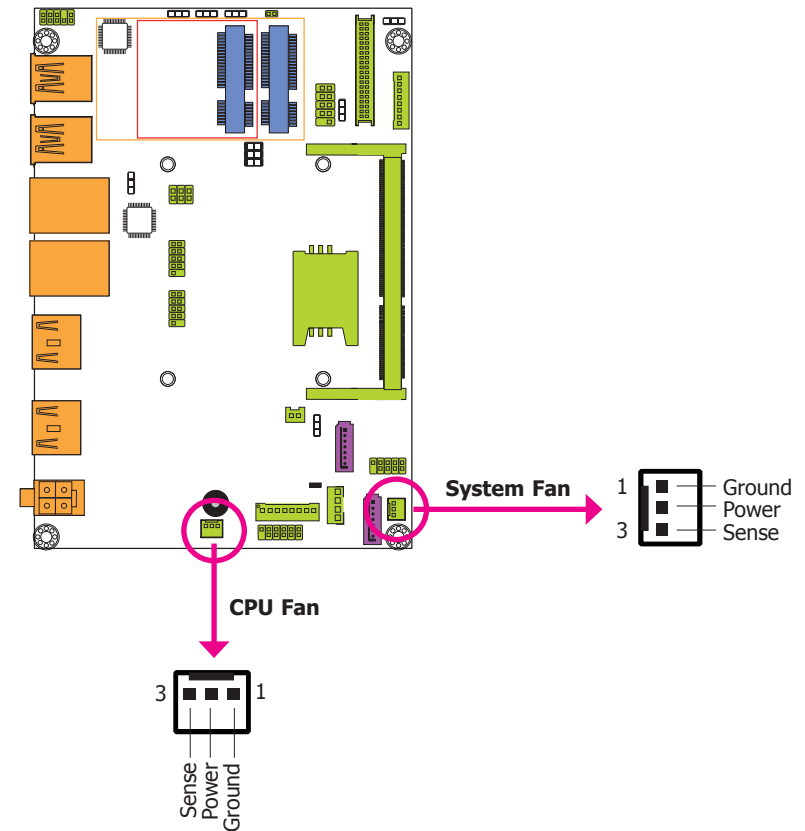 System Fan
1
3
Ground
Power
Sense
CPU Fan
3
1
Sense
Power
Ground